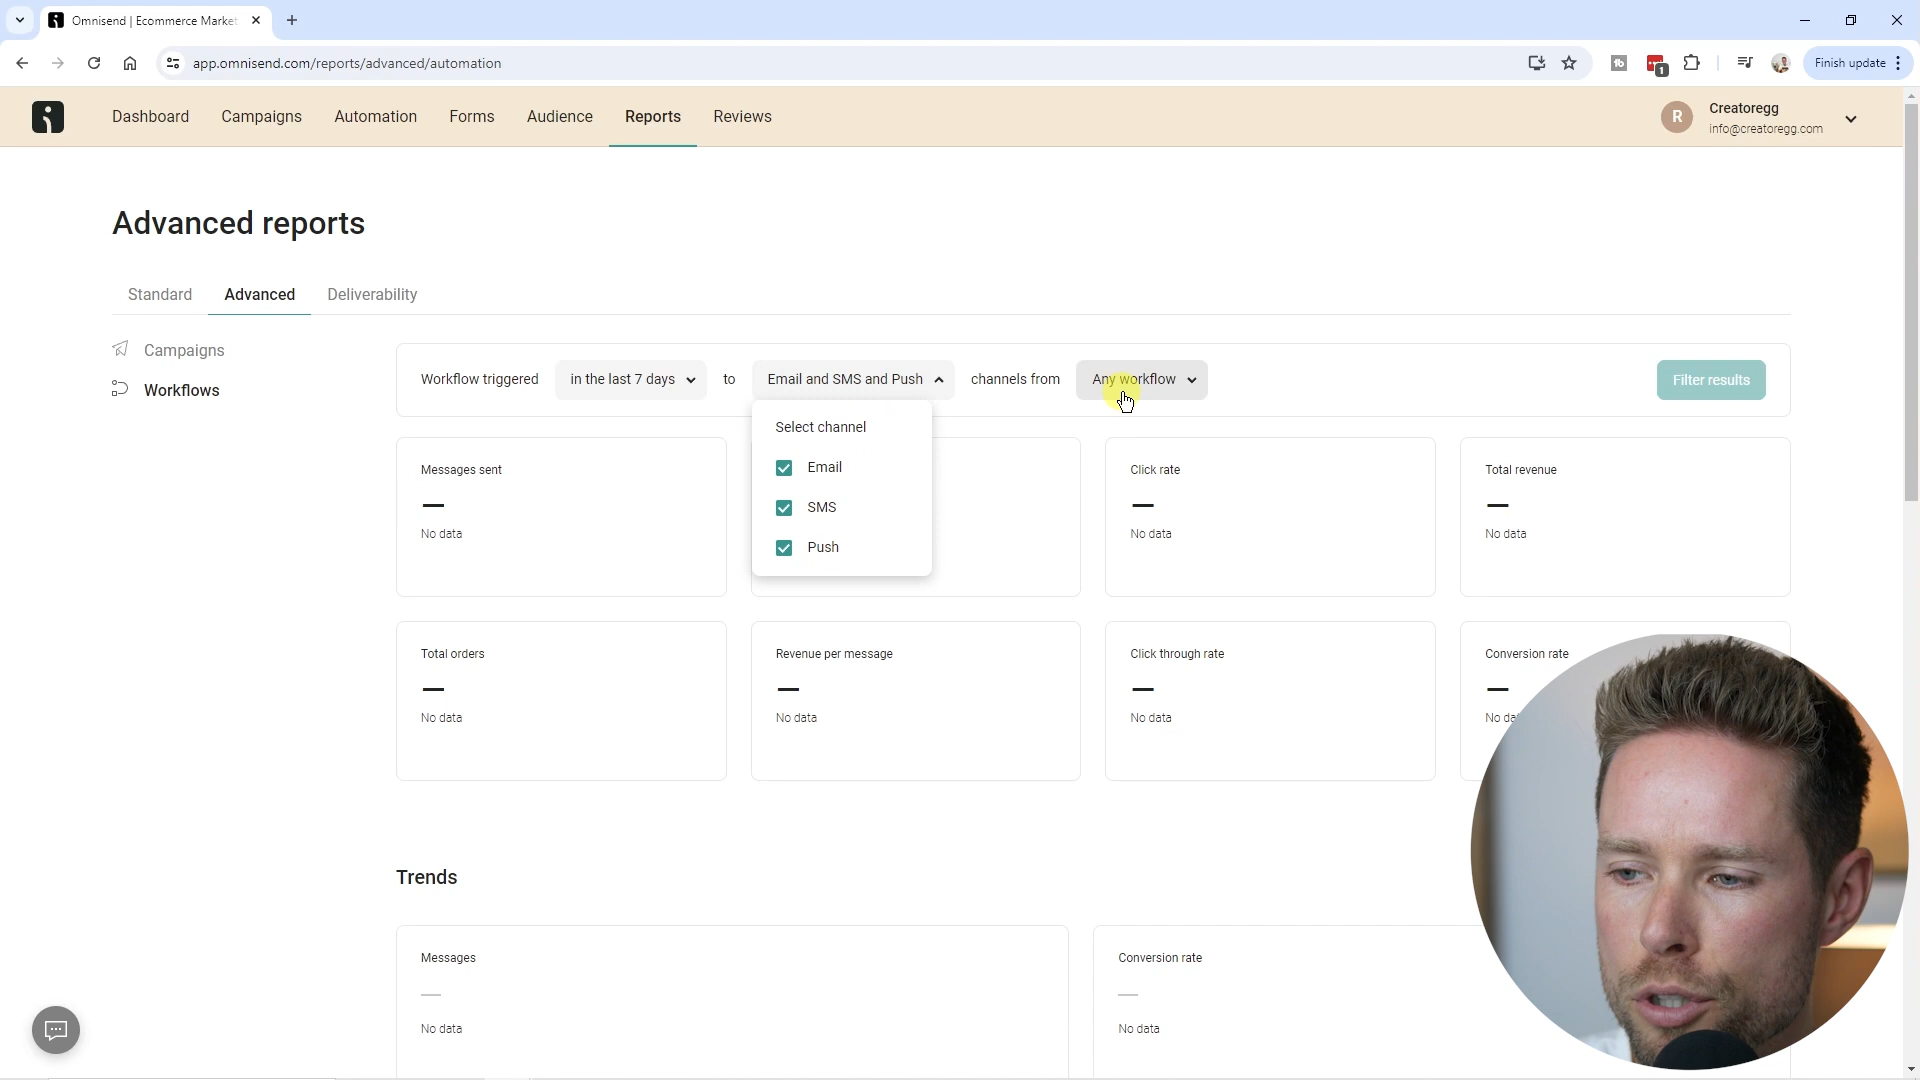 Omnisend | Ecommerce Market
app.omnisend.com/reports/advanced/automation
1
Finish update
Dashboard
Campaigns
Automation
Forms
Audience
Reports
Reviews
R
Creatoregg
info@creatoregg.com
Advanced reports
Standard
Advanced
Deliverability
Campaigns
Workflows
Workflow triggered
in the last 7 days
to
Email and SMS and Push
channels from
Any workflow
Filter results
Select channel
Email
SMS
Push
Messages sent
—
No data
Click rate
—
No data
Total revenue
—
No data
Total orders
—
No data
Revenue per message
—
No data
Click through rate
—
No data
Conversion rate
—
Trends
Messages
—
No data
Conversion rate
—
No data